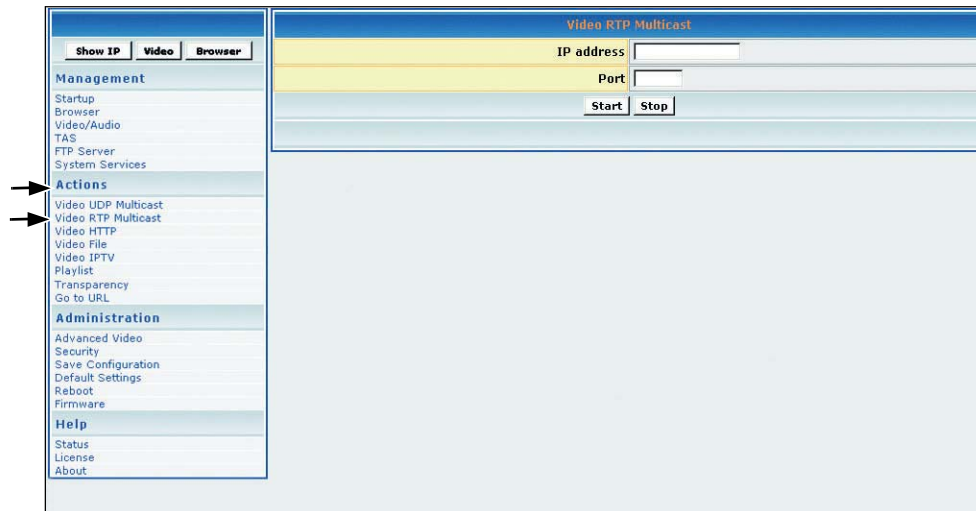 Show IP Video Browser
Management
Startup
Browser
Video/Audio
TAS
FTP Server
System Services
Actions
Video UDP Multicast
Video RTP Multicast
Video HTTP
Video File
Video IPTV
Playlist
Transparency
Go to URL
Administration
Advanced Video
Security
Save Configuration
Default Settings
Reboot
Firmware
Help
Status
License
About
Video RTP Multicast
IP address
Port
Start Stop